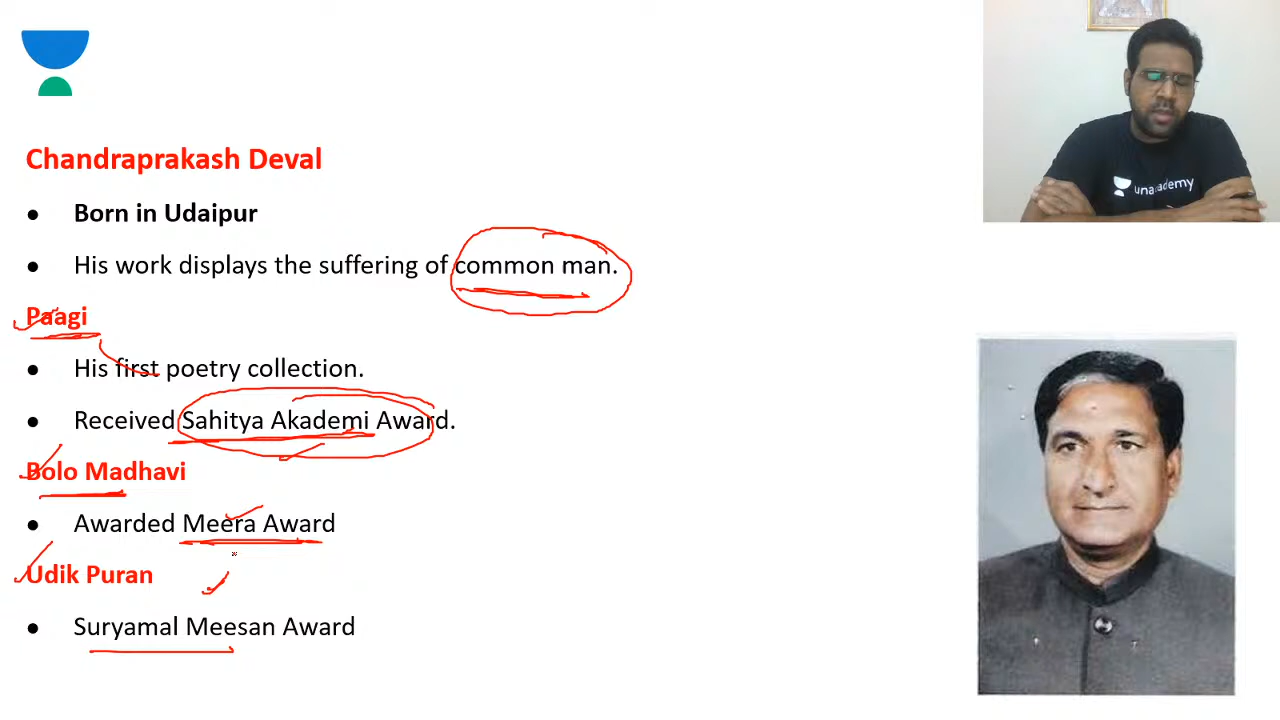 unacademy
Chandraprakash Deval
● Born in Udaipur
● His work displays the suffering of common man.
Paagi
● His first poetry collection.
● Received Sahitya Akademi Award.
Bolo Madhavi
● Awarded Meera Award
Udik Puran
● Suryamal Meesan Award